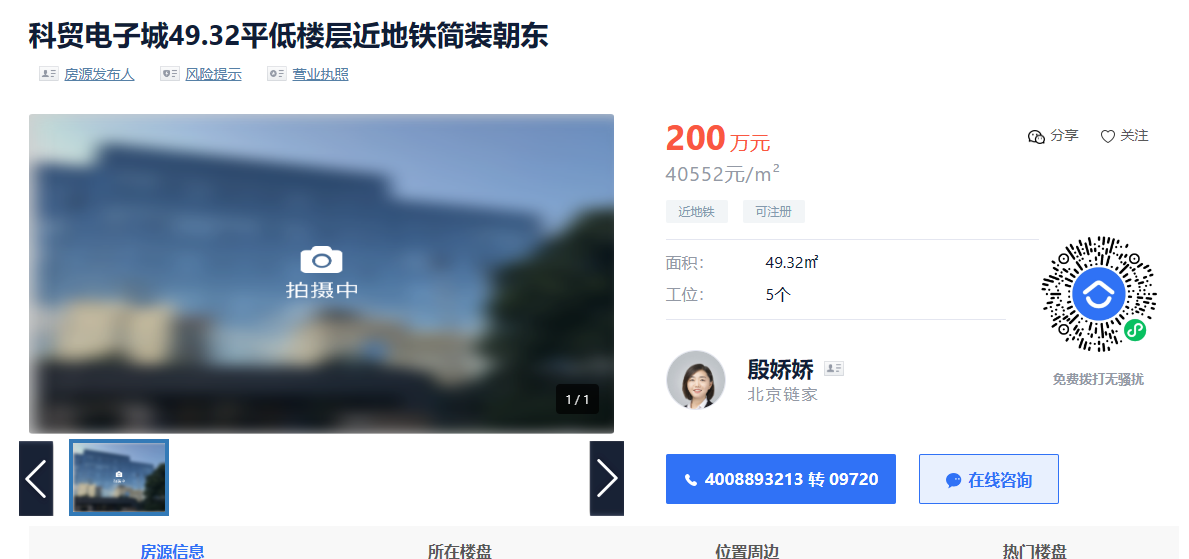 科贸电子城49.32平低楼层近地铁简装朝东
房源发布人 风险提示 营业执照
拍摄中
1 / 1
200 万元
分享 关注
40552元/m²
近地铁 可注册
面积: 49.32㎡
工位: 5个
殷娇娇
北京链家
免费拨打无骚扰
4008893213 转 09720
在线咨询
房源信息 所在楼盘 位置周边 热门楼盘